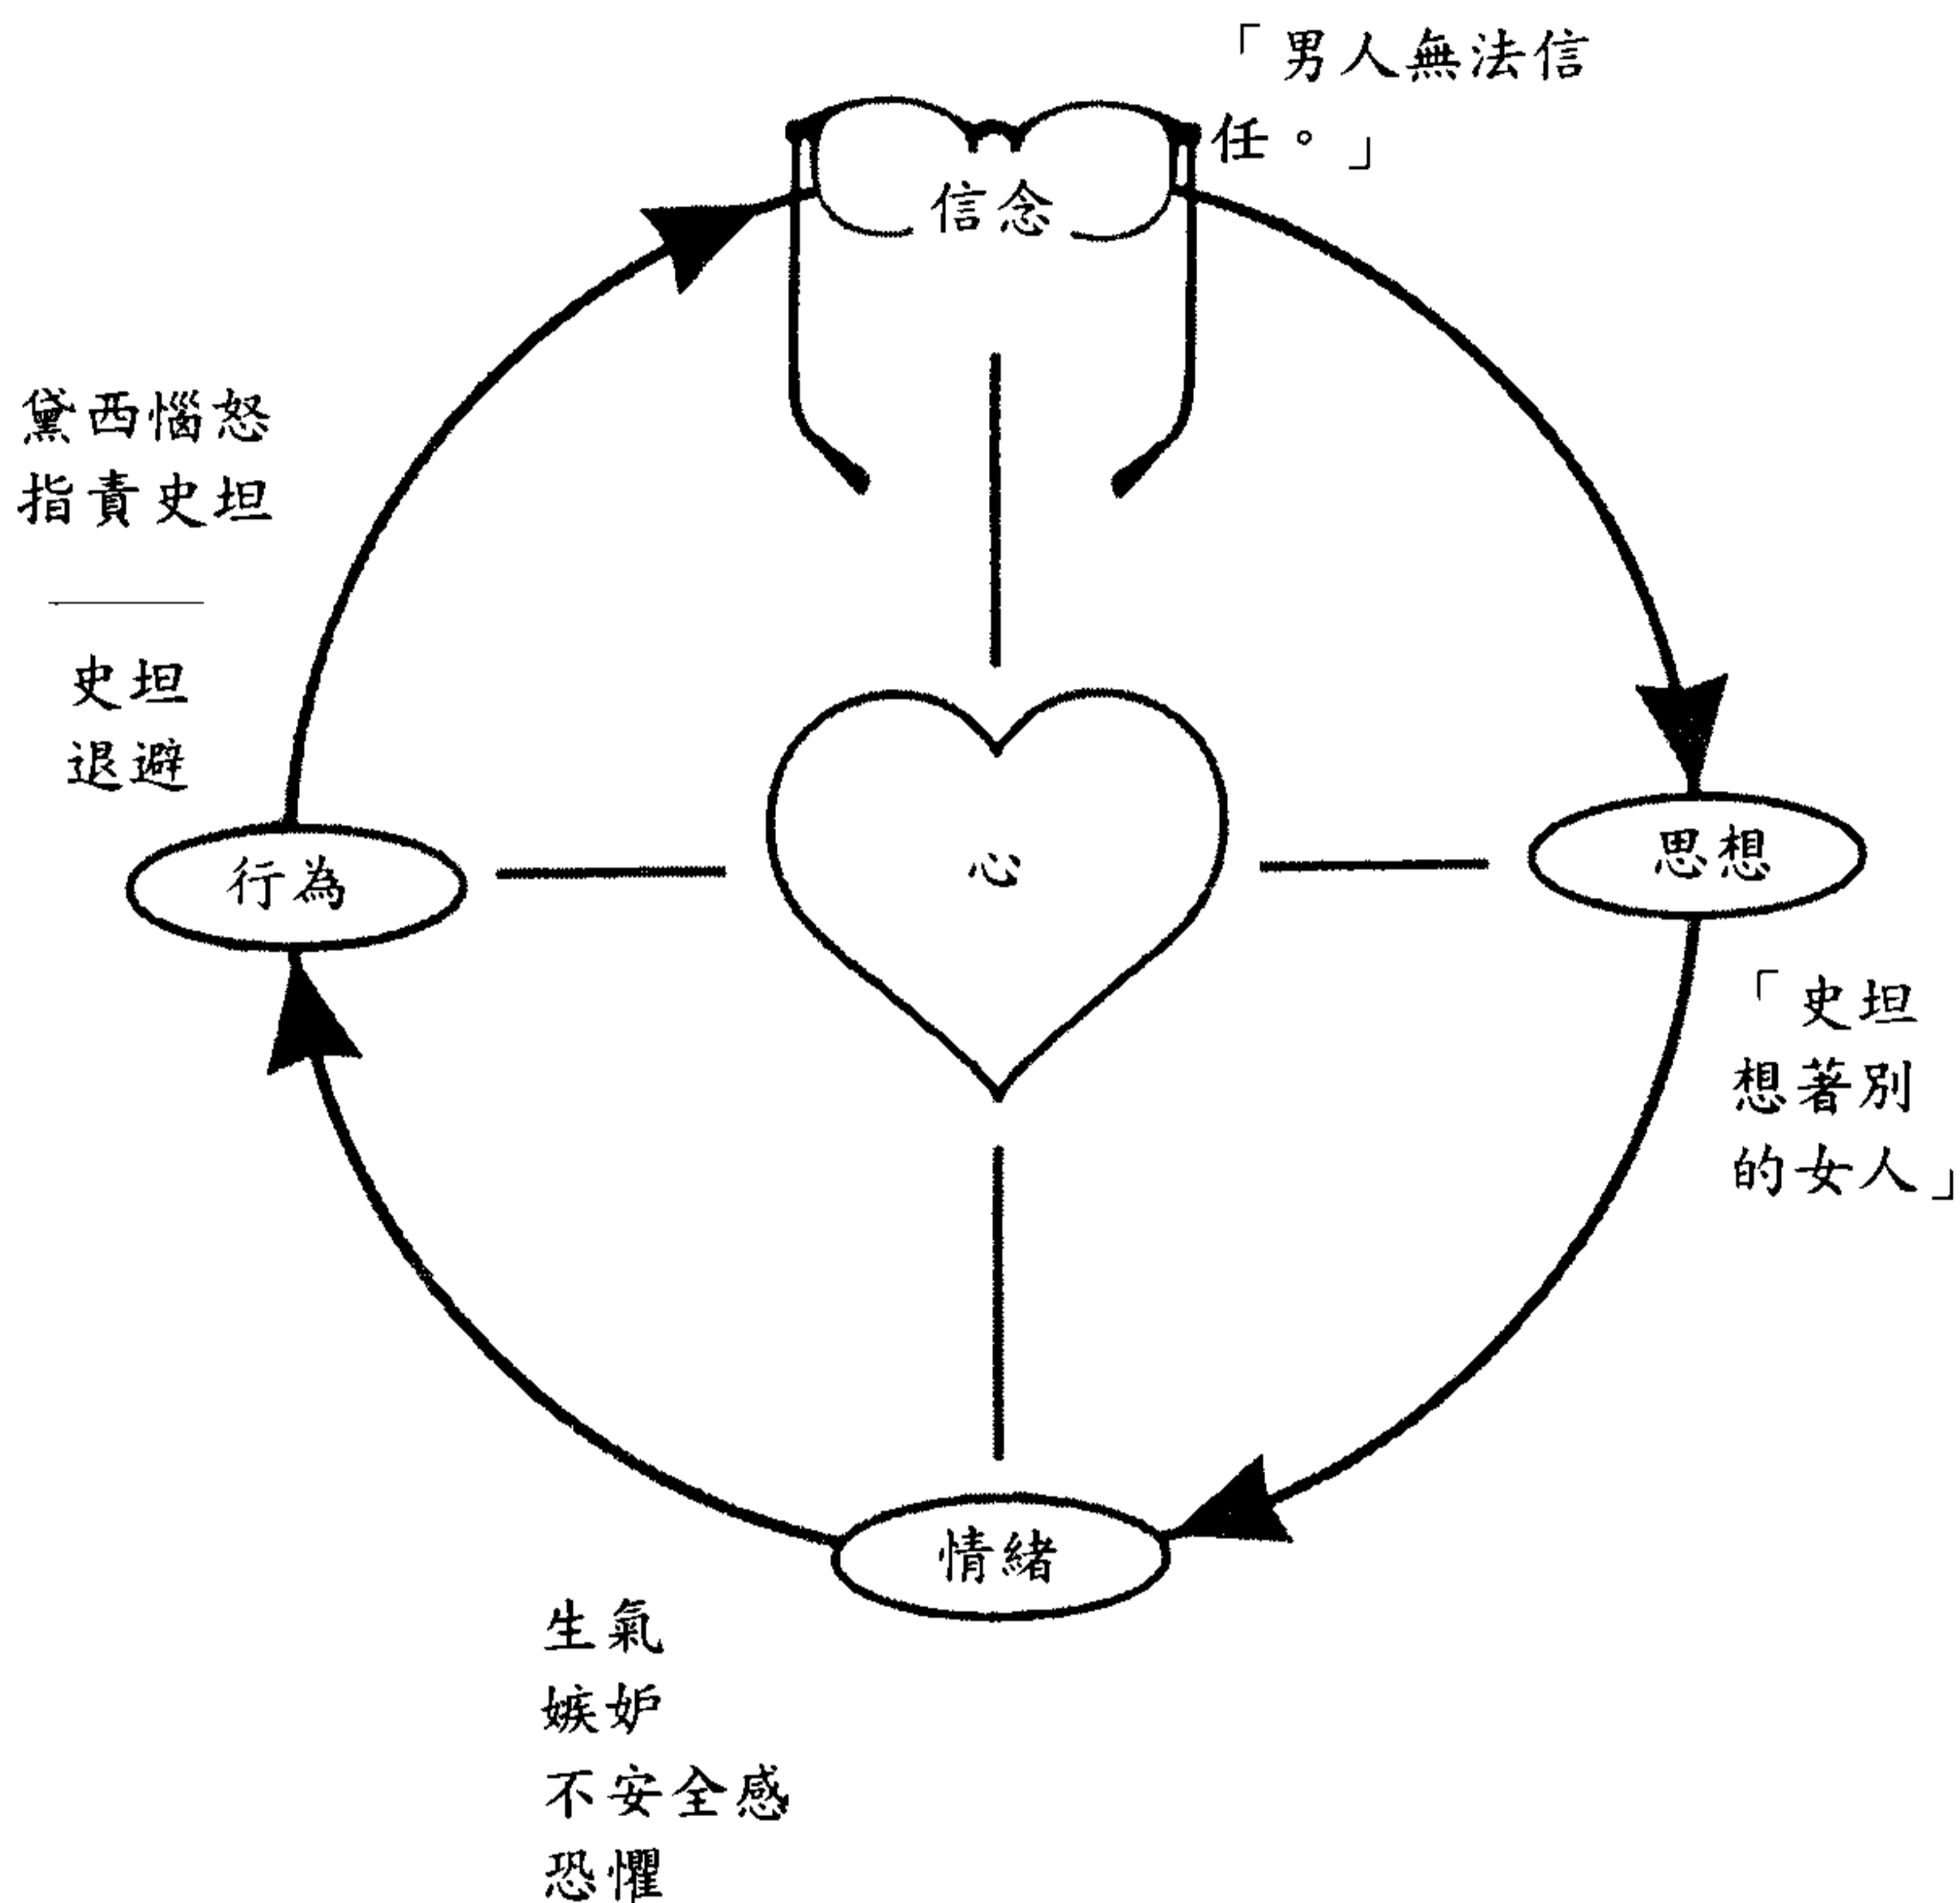 「男人無法信
任。」
信念
黛西惱怒
指責史坦
史坦
退避
行為
心
思想
「史坦
想著別
的女人」
情緒
生氣
嫉妒
不安全感
恐懼